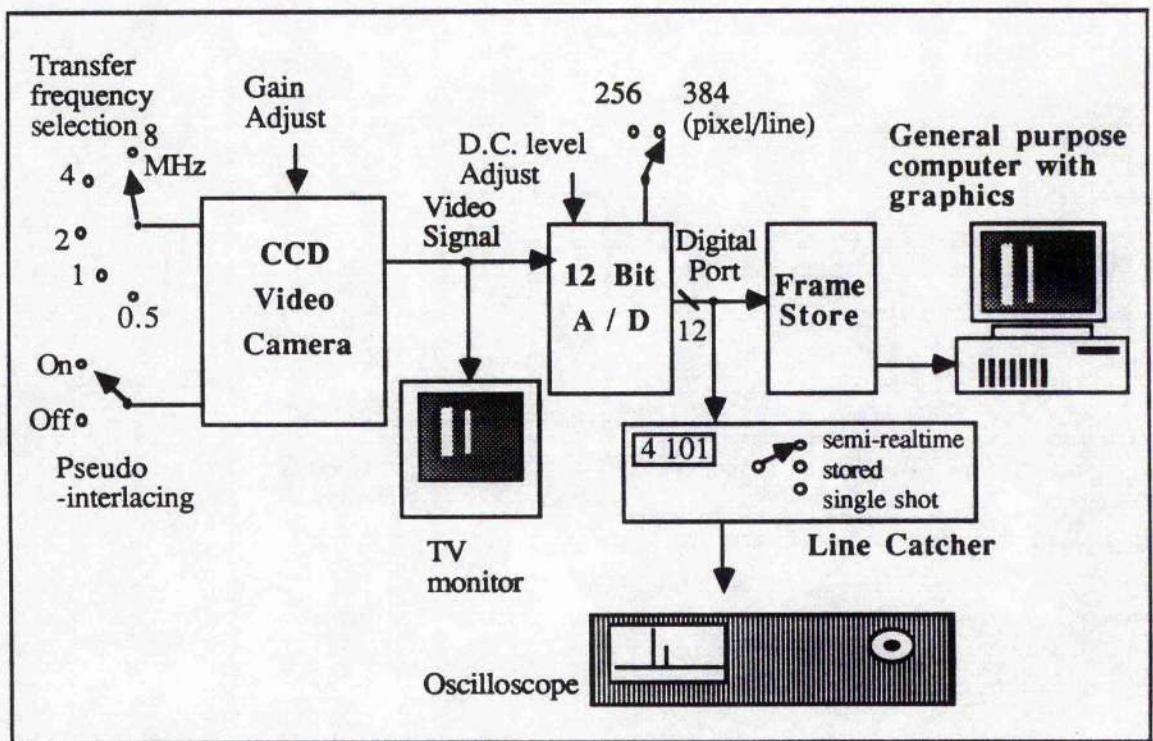 Transfer
frequency
selection
8
MHz
4
2
1
0.5
On
Off
Pseudo
-interlacing
Gain
Adjust
CCD
Video
Camera
Video
Signal
TV
monitor
D.C. level
Adjust
256
384
(pixel/line)
12 Bit
A / D
Digital
Port
12
Frame
Store
General purpose
computer with
graphics
4 101
semi-realtime
stored
single shot
Line Catcher
Oscilloscope